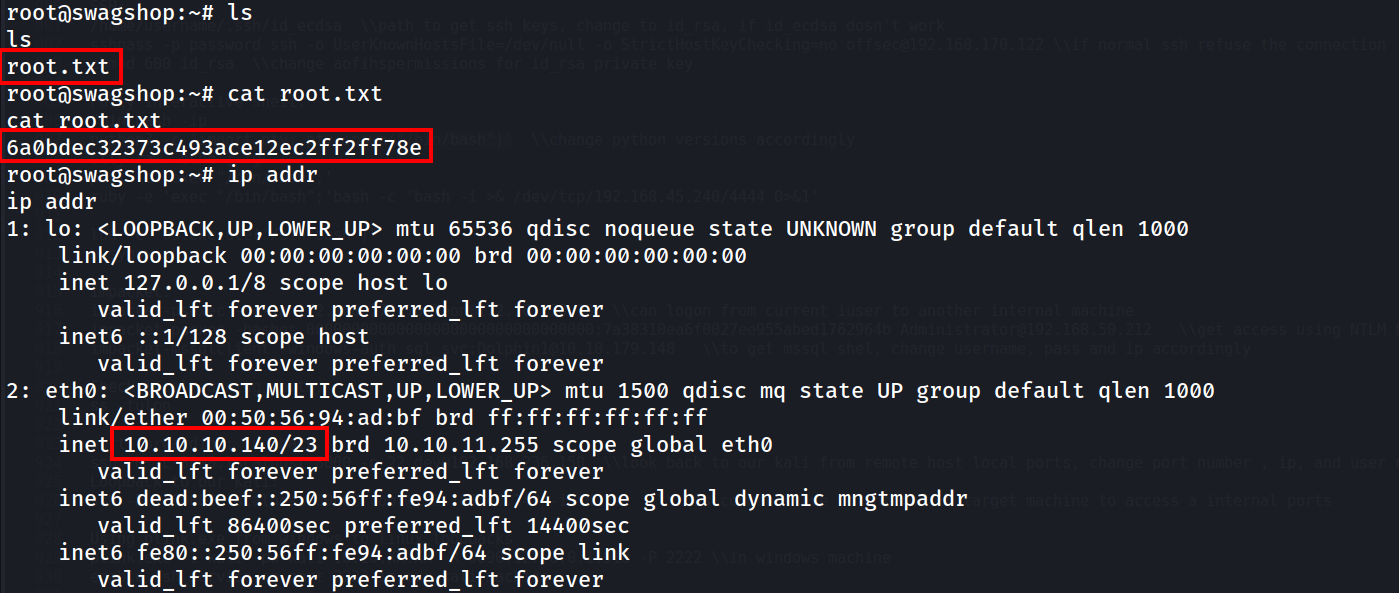 root@swagshop:~# ls
ls
root.txt
root@swagshop:~# cat root.txt
cat root.txt
6a0bdec32373c493ace12ec2ff2ff78e
root@swagshop:~# ip addr
ip addr
1: lo: <LOOPBACK,UP,LOWER_UP> mtu 65536 qdisc noqueue state UNKNOWN group default qlen 1000
link/loopback 00:00:00:00:00:00 brd 00:00:00:00:00:00
inet 127.0.0.1/8 scope host lo
valid_lft forever preferred_lft forever
inet6 ::1/128 scope host
valid_lft forever preferred_lft forever
2: eth0: <BROADCAST,MULTICAST,UP,LOWER_UP> mtu 1500 qdisc mq state UP group default qlen 1000
link/ether 00:50:56:94:ad:bf brd ff:ff:ff:ff:ff:ff
inet 10.10.10.140/23 brd 10.10.11.255 scope global eth0
valid_lft forever preferred_lft forever
inet6 dead:beef::250:56ff:fe94:adbf/64 scope global dynamic mngtmpaddr
valid_lft 86400sec preferred_lft 14400sec
inet6 fe80::250:56ff:fe94:adbf/64 scope link
valid_lft forever preferred_lft forever